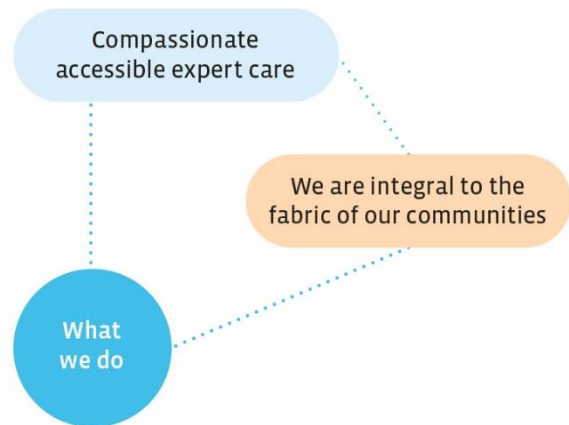 Compassionate
accessible expert care
We are integral to the
fabric of our communities
What
we do